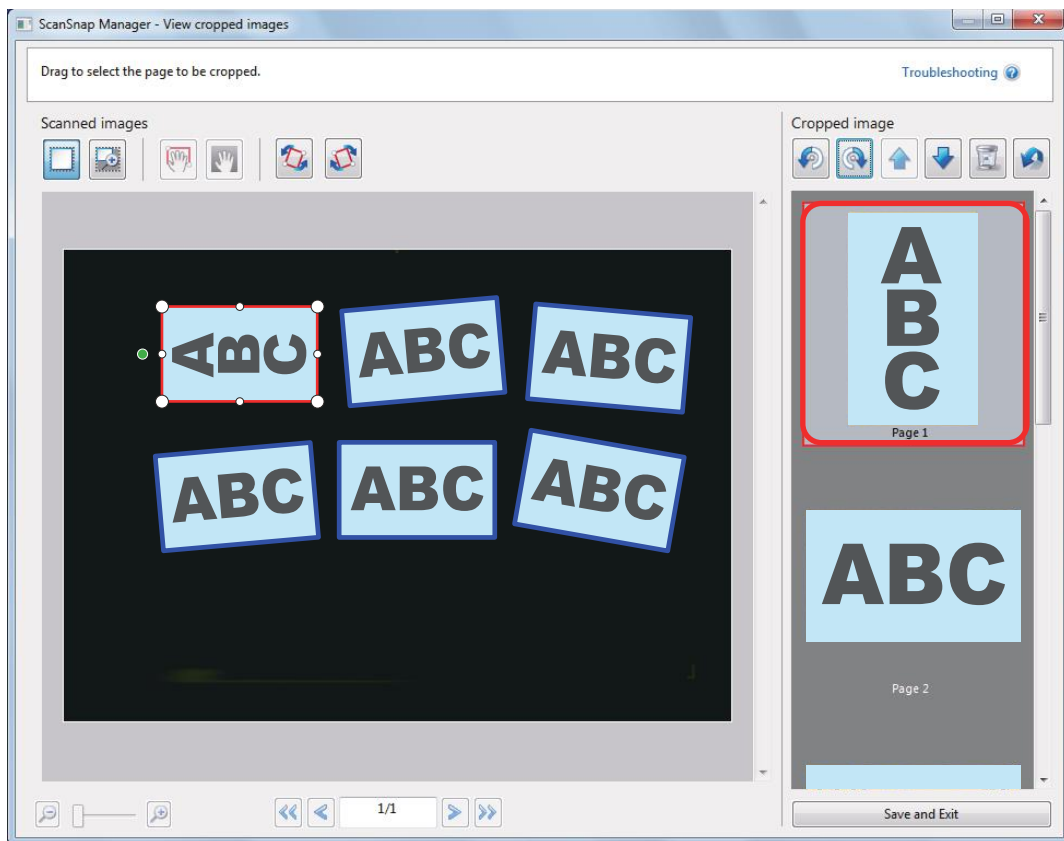 ScanSnap Manager - View cropped images
Drag to select the page to be cropped.
Troubleshooting
Scanned images
Cropped image
ABC
ABC
ABC
ABC
ABC
ABC
A
B
C
Page 1
ABC
Page 2
1/1
Save and Exit